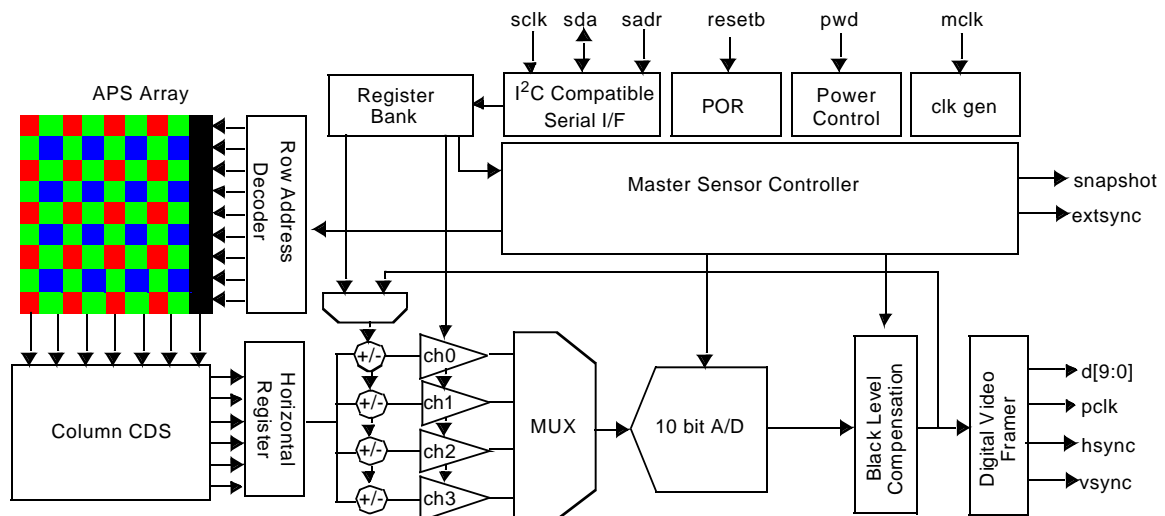 sclk sda sadr resetb pwd mclk
APS Array
Register
Bank
I²C Compatible
Serial I/F
POR
Power
Control
clk gen
Row Address
Decoder
Master Sensor Controller
snapshot
extsync
Column CDS
Horizontal
Register
+/-
+/-
+/-
+/-
ch0
ch1
ch2
ch3
MUX
10 bit A/D
Black Level
Compensation
Digital Video
Framer
d[9:0]
pclk
hsync
vsync